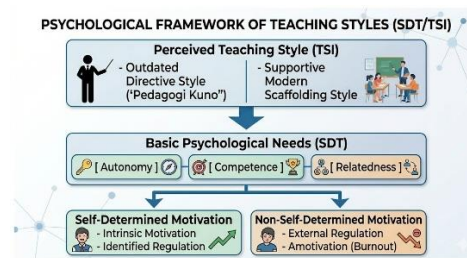 PSYCHOLOGICAL FRAMEWORK OF TEACHING STYLES (SDT/TSI)
Perceived Teaching Style (TSI)
- Outdated
Directive Style
('Pedagogi Kuno")
- Supportive
Modern
Scaffolding Style
Basic Psychological Needs (SDT)
[ Autonomy ]
[ Competence ]
[ Relatedness ]
Self-Determined Motivation
- Intrinsic Motivation
- Identified Regulation
Non-Self-Determined Motivation
- External Regulation
- Amotivation (Burnout)